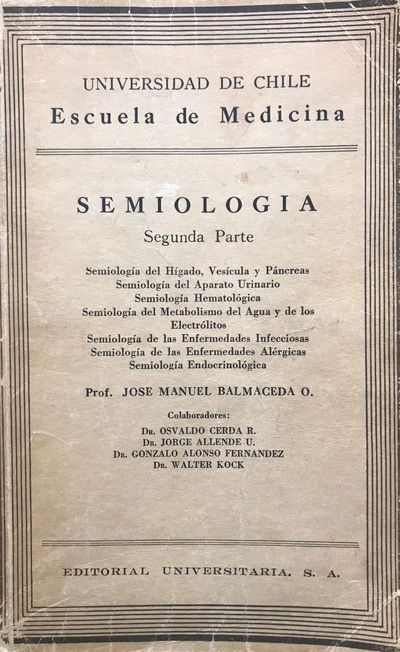 UNIVERSIDAD DE CHILE
Escuela de Medicina
SEMIOLOGIA
Segunda Parte
Semiología del Hígado, Vesícula y Páncreas
Semiología del Aparato Urinario
Semiología Hematológica
Semiología del Metabolismo del Agua y de los
Electrólitos
Semiología de las Enfermedades Infecciosas
Semiología de las Enfermedades Alérgicas
Semiología Endocrinológica
Prof. JOSE MANUEL BALMACEDA O.
Colaboradores:
DR. OSVALDO CERDA R.
DR. JORGE ALLENDE U.
DR. GONZALO ALONSO FERNANDEZ
DR. WALTER KOCK
EDITORIAL UNIVERSITARIA, S. A.